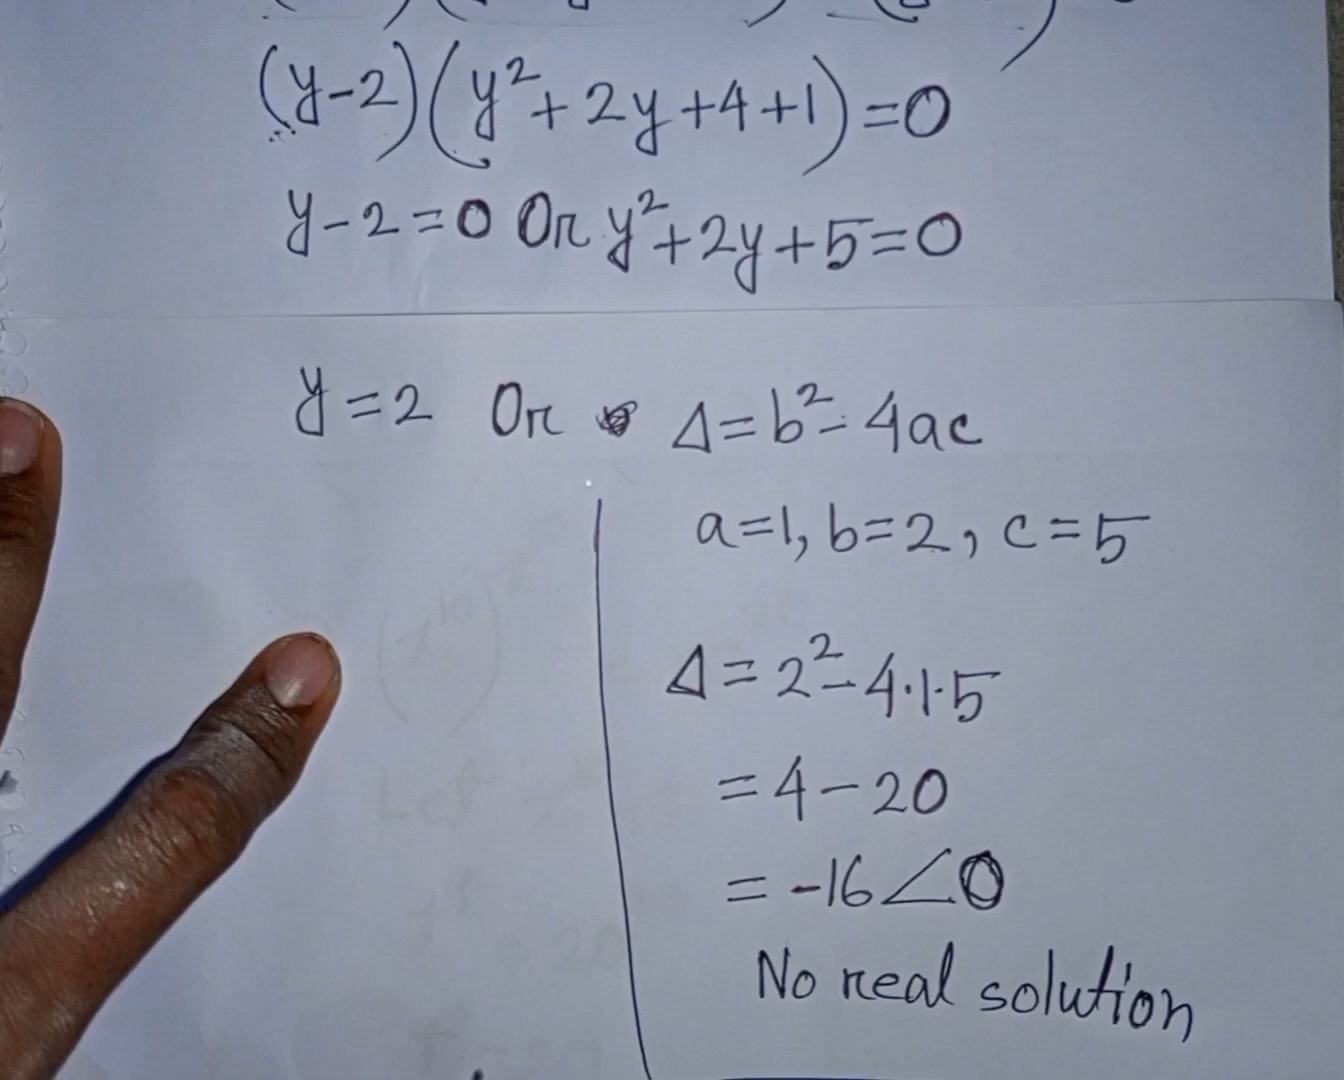 (y-2)(y²+2y+4+1)=0
y-2=0 Or y²+2y+5=0
y=2 Or Δ=b²-4ac
a=1, b=2, c=5
Δ=2²-4·1·5
=4-20
=-16<0
No real solution